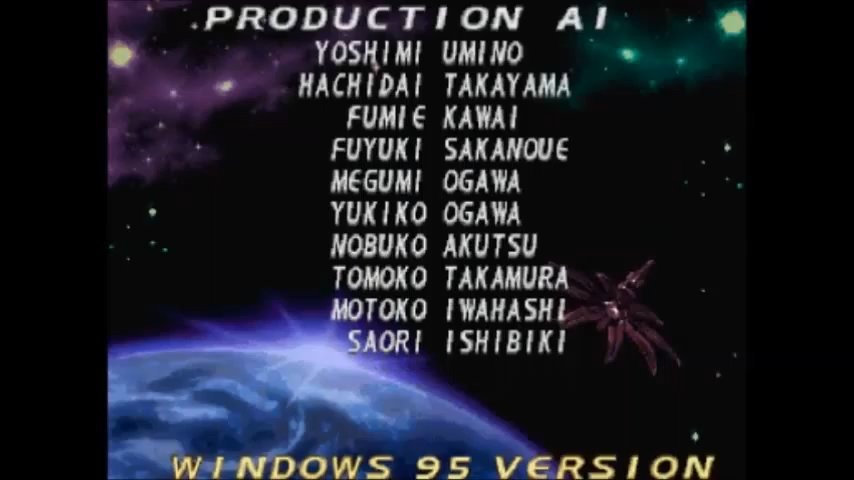 PRODUCTION AI
YOSHIMI UMINO
HACHIDAI TAKAYAMA
FUMIE KAWAI
FUYUKI SAKANOUE
MEGUMI OGAWA
YUKIKO OGAWA
NOBUKO AKUTSU
TOMOKO TAKAMURA
MOTOKO IWAHASHI
SAORI ISHIBIKI
WINDOWS 95 VERSION